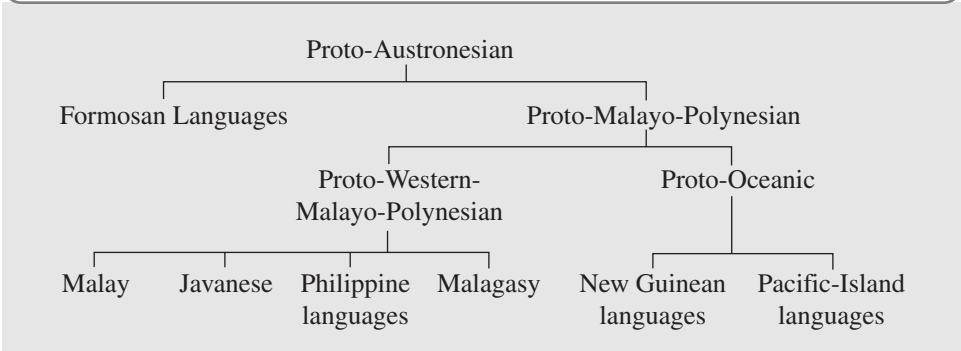 Proto-Austronesian
Formosan Languages Proto-Malayo-Polynesian
Proto-Western- Proto-Oceanic
Malayo-Polynesian
Malay Javanese Philippine Malagasy New Guinean Pacific-Island
languages languages languages